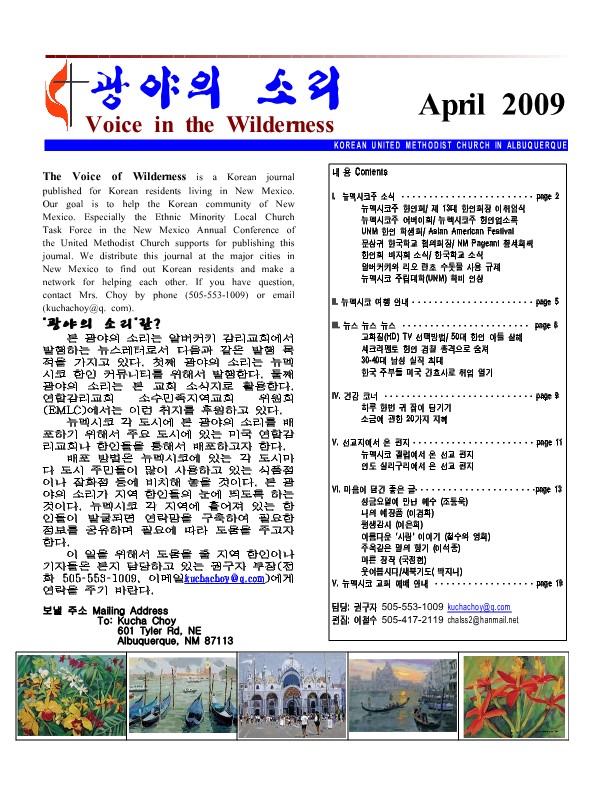 광야의 소리
Voice in the Wilderness
April 2009
KOREAN UNITED METHODIST CHURCH IN ALBUQUERQUE
The Voice of Wilderness is a Korean journal
published for Korean residents living in New Mexico.
Our goal is to help the Korean community of New
Mexico. Especially the Ethnic Minority Local Church
Task Force in the New Mexico Annual Conference of
the United Methodist Church supports for publishing this
journal. We distribute this journal at the major cities in
New Mexico to find out Korean residents and make a
network for helping each other. If you have question,
contact Mrs. Choy by phone (505-553-1009) or email
(kuchachoy@q. com).
"광야의 소리"란?
본 광야의 소리는 알버커키 감리교회에서
발행하는 뉴스레터로서 다음과 같은 발행 목
적을 가지고 있다. 첫째 광야의 소리는 뉴멕
시코 한인 커뮤니티를 위해서 발행한다. 둘째
광야의 소리는 본 교회 소식지로 활용한다.
연합감리교회 소수민족지역교회 위원회
(EMLC)에서는 이런 취지를 후원하고 있다.
뉴멕시코 각 도시에 본 광야의 소리를 배
포하기 위해서 주요 도시에 있는 미국 연합감
리교회나 한인들을 통해서 배포하고자 한다.
배포 방법은 뉴멕시코에 있는 각 도시마
다 도시 주민들이 많이 사용하고 있는 식품점
이나 잡화점 등에 비치해 놓을 것이다. 본 광
야의 소리가 지역 한인들의 눈에 띄도록 하는
것이다. 뉴멕시코 각 지역에 흩어져 있는 한
인들이 발굴되면 연락망을 구축하여 필요한
정보를 공유하며 필요에 따라 도움을 주고자
한다.
이 일을 위해서 도움을 줄 지역 한인이나
기자들은 본지 담당하고 있는 권구자 부장(전
화 505-553-1009, 이메일kuchachoy@q.com)에게
연락을 주기 바란다.
보낼 주소 Mailing Address
To: Kucha Choy
601 Tyler Rd, NE
Albuquerque, NM 87113
내 용 Contents
I. 뉴멕시코주 소식 page 2
뉴멕시코주 한인회/ 제 13대 한인회장 이취임식
뉴멕시코주 어버이회/ 뉴멕시코주 한인업소록
UNM 한인 학생회/ Asian American Festival
문상귀 한국학교 협의회장/ NM Pageant 활세희씨
한인회 비지회 소식/ 한국학교 소식
알버커키와 리오 란초 수돗물 사용 규제
뉴멕시코 주립대학(UNM) 학비 인상
II. 뉴멕시코 여행 안내 page 5
III. 뉴스 뉴스 뉴스 page 6
고화질(HD) TV 선택방법/ 50대 한인 아들 살해
새크라멘토 한인 경찰 총격으로 숨져
30-40대 남성 실직 최대
한국 주부들 미국 간호사로 취업 열기
IV. 건강 코너 page 9
하루 한번 귀 잡아 당기기
소금에 관한 20가지 지혜
V. 선교지에서 온 편지 page 11
뉴멕시코 갤럽에서 온 선교 편지
인도 실리구리에서 온 선교 편지
VI. 마음에 담긴 좋은 글 page 13
성금요일에 만난 예수 (조동욱)
나의 애장품 (이경화)
평생감사 (이은희)
아름다운 '사랑' 이야기 (철수와 영희)
주옥같은 멸의 향기 (이석종)
마른 장작 (국점현)
웃어봅시다/새북기도( 박지나)
V. 뉴멕시코 교회 예배 안내 page 19
담당: 권구자 505-553-1009 kuchachoy@q.com
편집: 이철수 505-417-2119 chalss2@hanmail.net